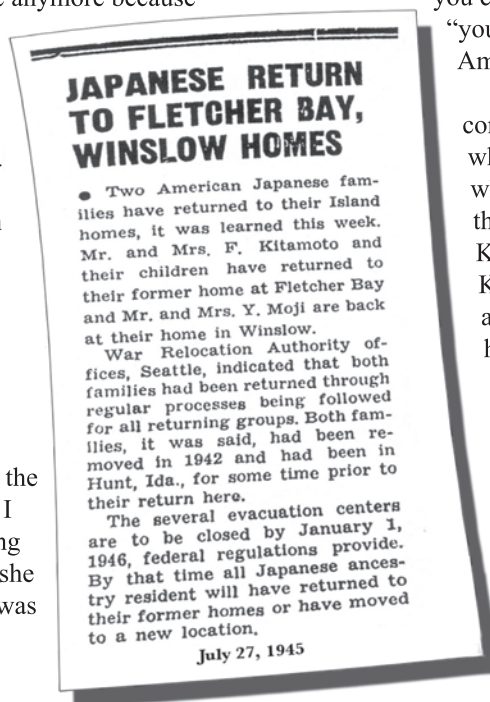 e anymore because
you c
"you
Am
JAPANESE RETURN
TO FLETCHER BAY,
WINSLOW HOMES
• Two American Japanese fam-
ilies have returned to their Island
homes, it was learned this week.
Mr. and Mrs. F. Kitamoto and
their children have returned to
their former home at Fletcher Bay
and Mr. and Mrs. Y. Moji are back
at their home in Winslow.
War Relocation Authority of-
fices, Seattle, indicated that both
families had been returned through
regular processes being followed
for all returning groups. Both fam-
ilies, it was said, had been re-
moved in 1942 and had been in
Hunt, Ida., for some time prior to
their return here.
The several evacuation centers
are to be closed by January 1,
1946, federal regulations provide.
By that time all Japanese ances-
try resident will have returned to
their former homes or have moved
to a new location.
July 27, 1945
the
I
ng
she
was
con
wh
w
th
K
K
a
h